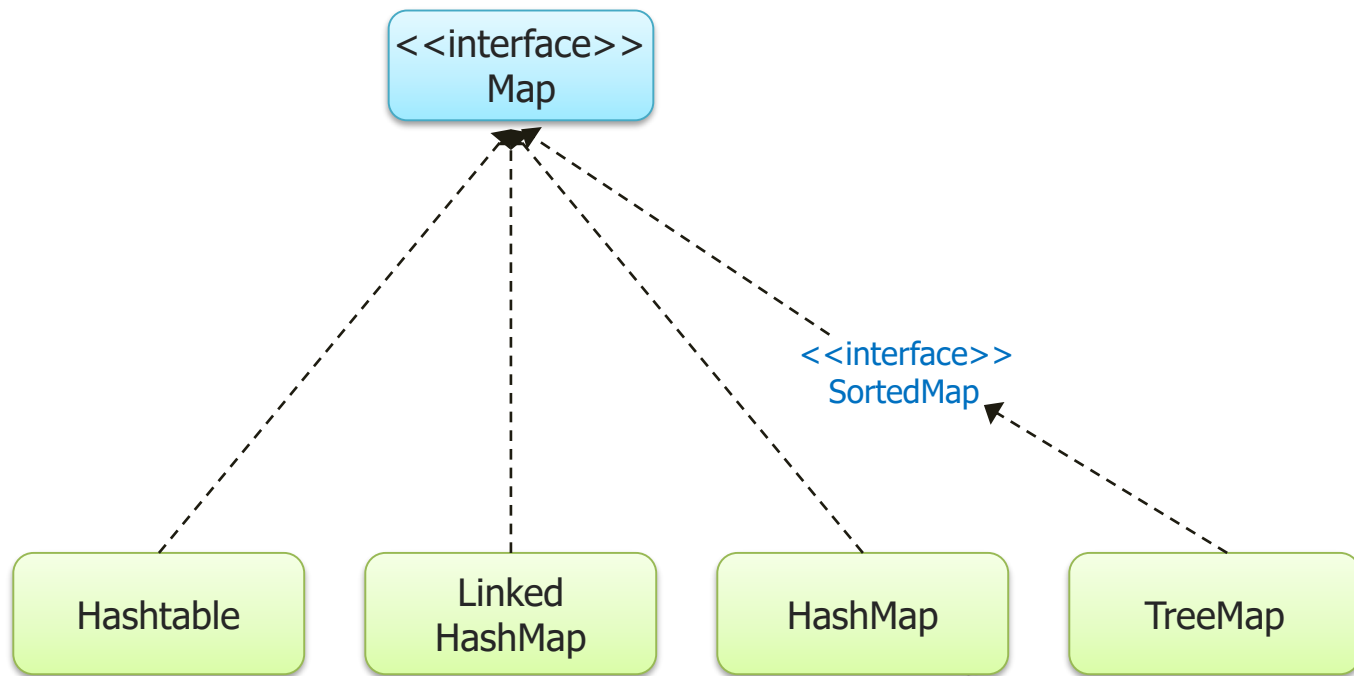 <<interface>>
Map
<<interface>>
SortedMap
Hashtable
Linked
HashMap
HashMap
TreeMap